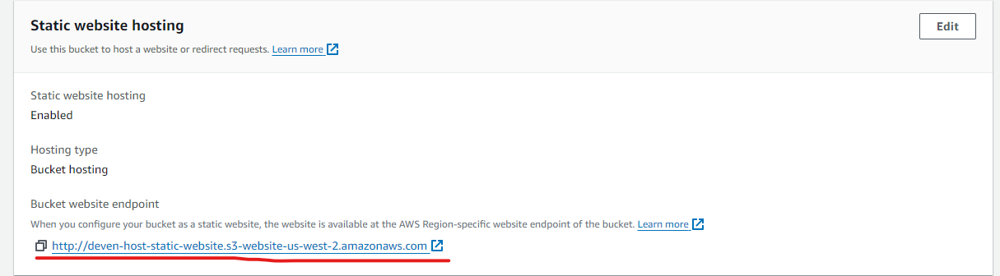 Static website hosting
Edit
Use this bucket to host a website or redirect requests. Learn more
Static website hosting
Enabled
Hosting type
Bucket hosting
Bucket website endpoint
When you configure your bucket as a static website, the website is available at the AWS Region-specific website endpoint of the bucket. Learn more
http://deven-host-static-website.s3-website-us-west-2.amazonaws.com